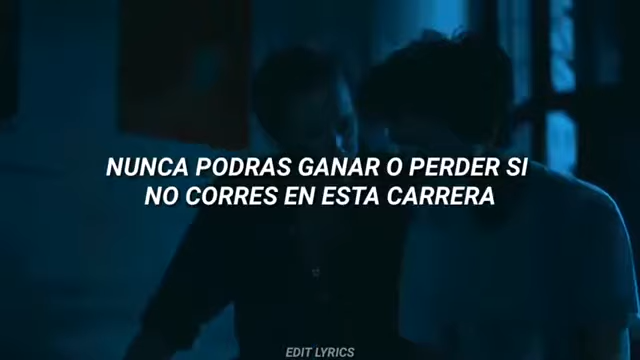 NUNCA PODRAS GANAR O PERDER SI
NO CORRES EN ESTA CARRERA
EDIT LYRICS